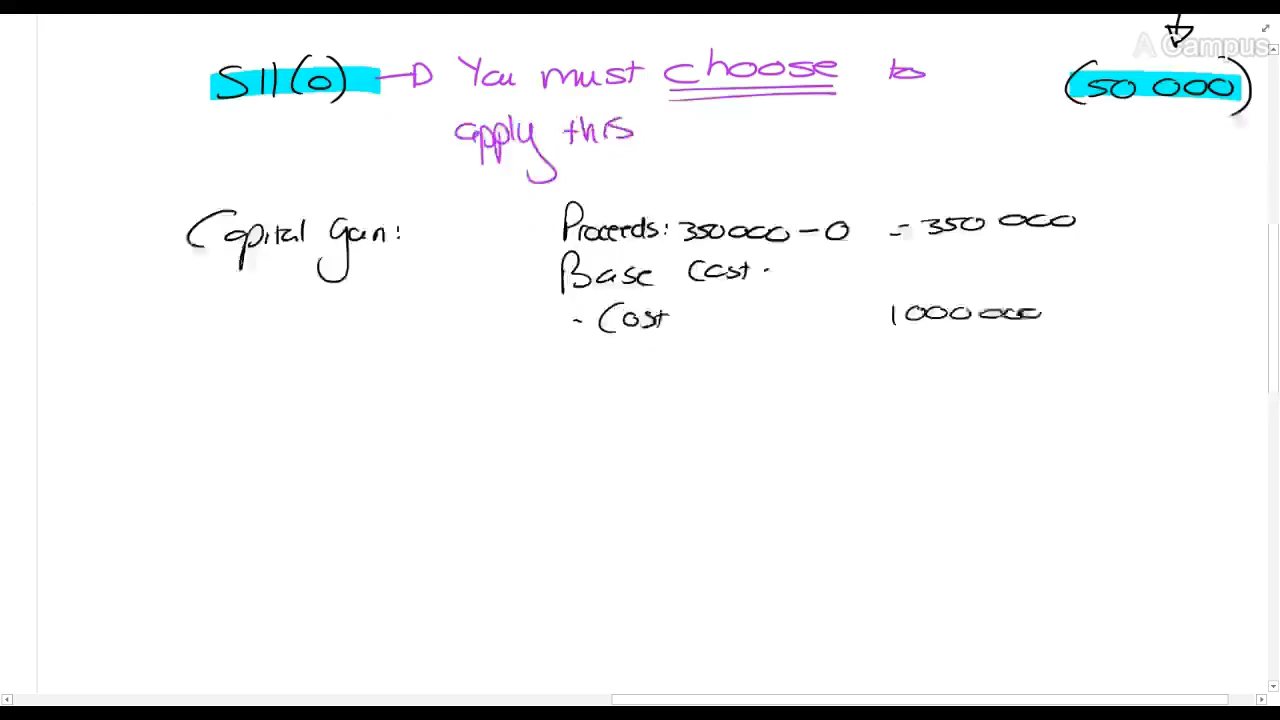 A Campus
S11(o) → You must choose to (50 000)
apply this
Capital gain: Proceeds: 350000 - 0 = 350 000
Base cost.
- Cost 1000 000